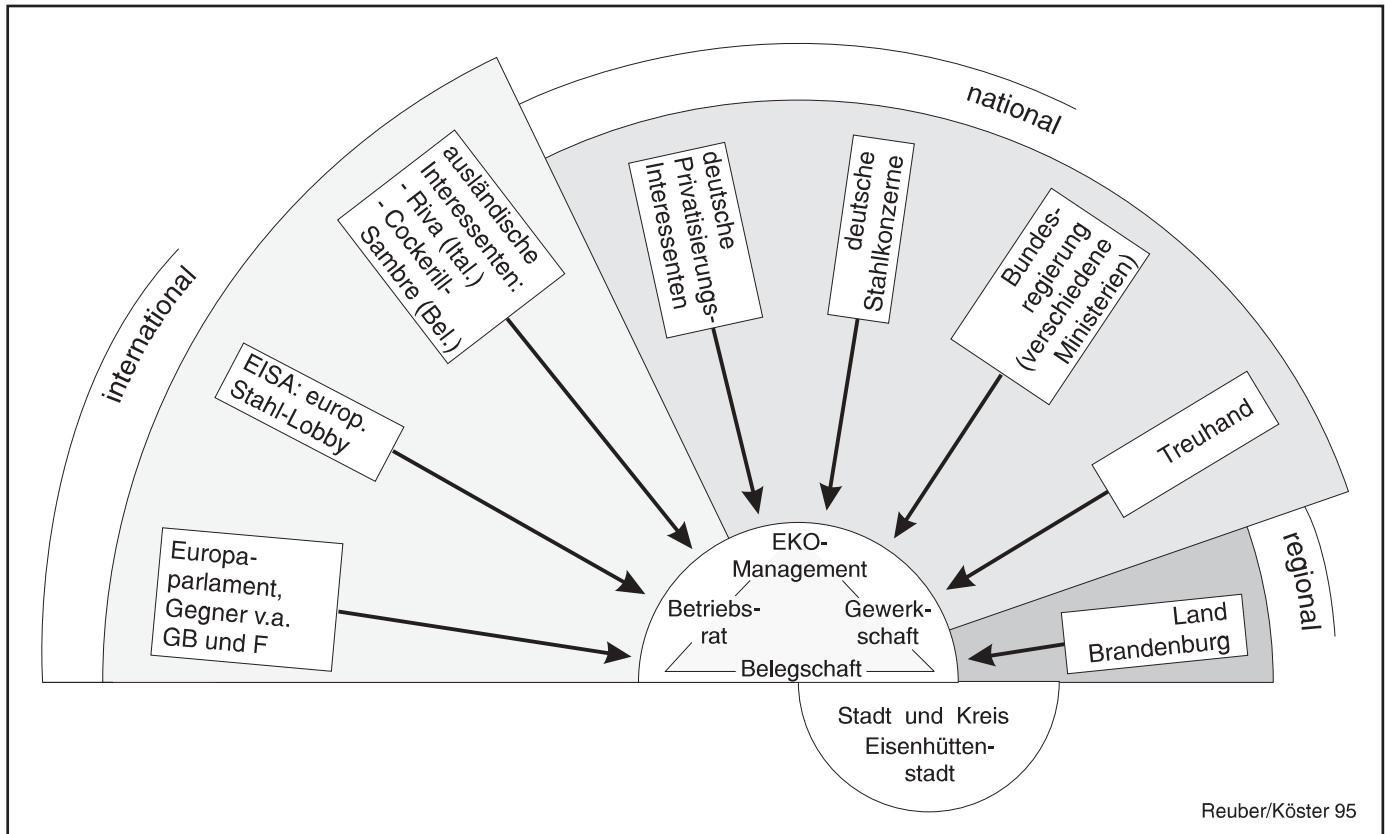 international
national
regional
Europa-
parlament,
Gegner v.a.
GB und F
EISA: europ.
Stahl-Lobby
ausländische
Interessenten:
- Riva (Ital.)
- Cockerill-
Sambre (Bel.)
deutsche
Privatisierungs-
Interessenten
deutsche
Stahlkonzerne
Bundes-
regierung
(verschiedene
Ministerien)
Treuhand
Land
Brandenburg
EKO-
Management
Betriebs-
rat
Gewerk-
schaft
Belegschaft
Stadt und Kreis
Eisenhütten-
stadt
Reuber/Köster 95